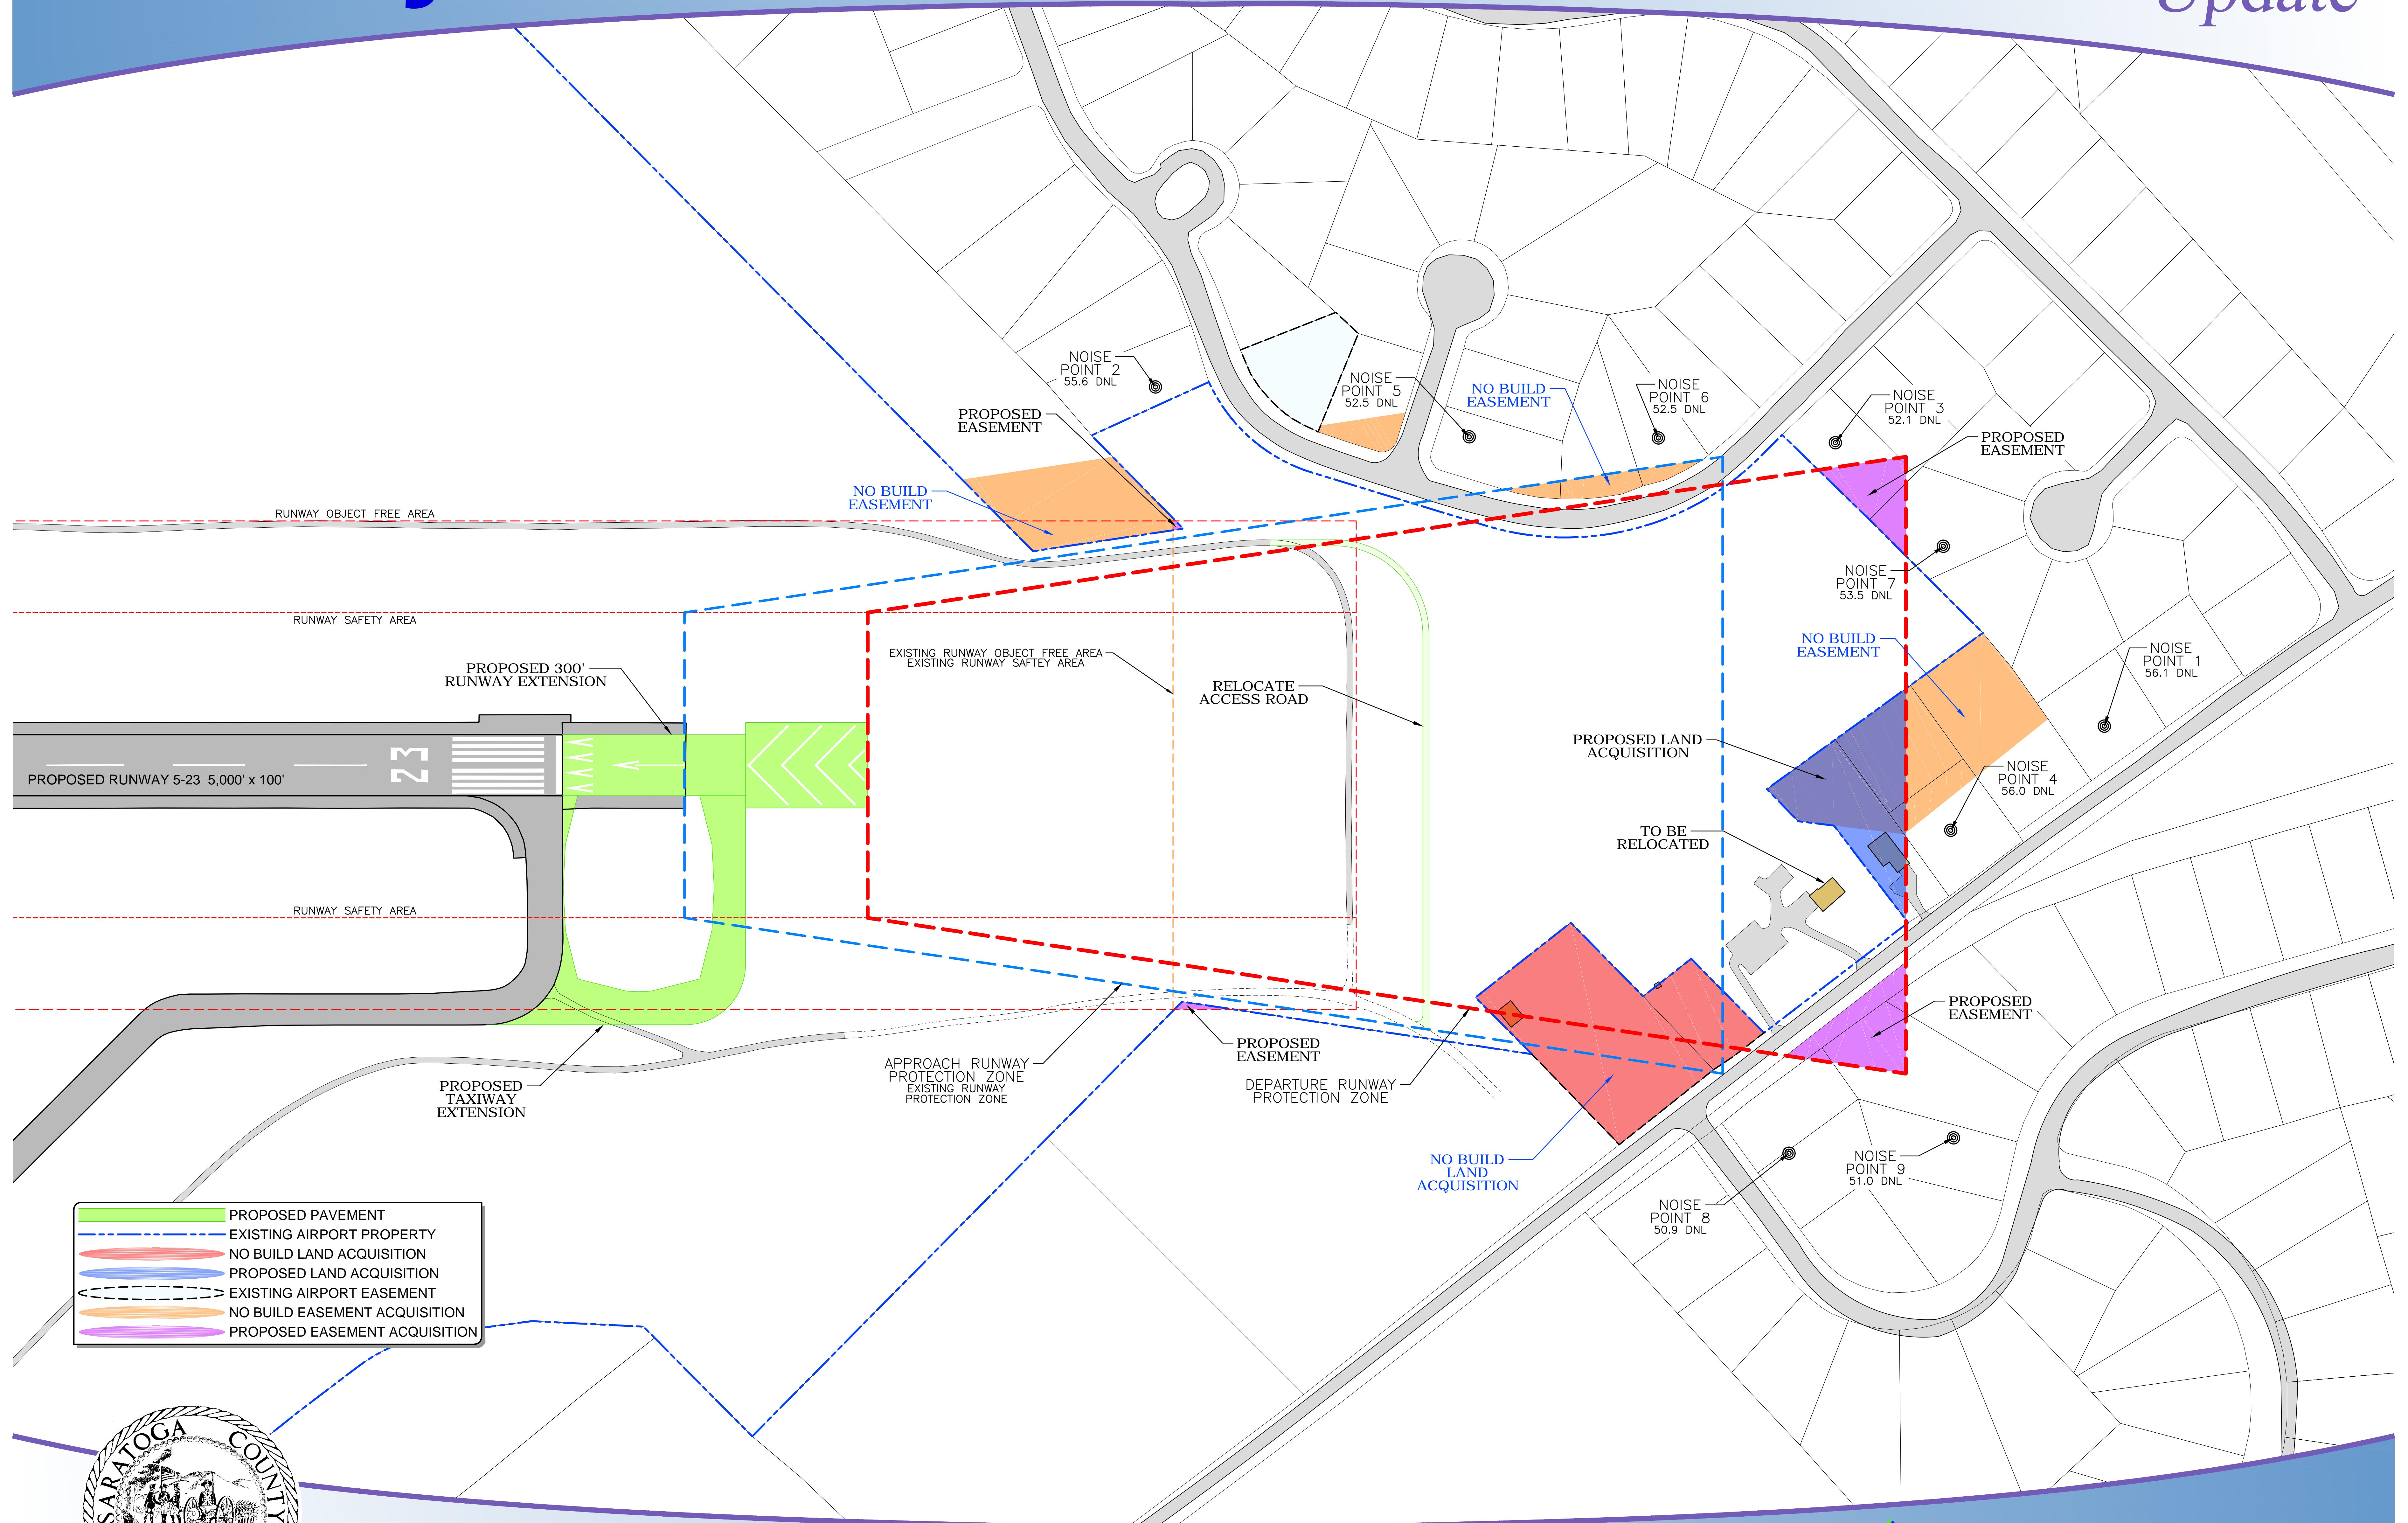 Update
NOISE
POINT 2
55.6 DNL
PROPOSED
EASEMENT
NO BUILD
EASEMENT
NOISE
POINT 5
52.5 DNL
NO BUILD
EASEMENT
NOISE
POINT 6
52.5 DNL
NOISE
POINT 3
52.1 DNL
PROPOSED
EASEMENT
RUNWAY OBJECT FREE AREA
NOISE
POINT 7
53.5 DNL
RUNWAY SAFETY AREA
PROPOSED 300'
RUNWAY EXTENSION
EXISTING RUNWAY OBJECT FREE AREA
EXISTING RUNWAY SAFTEY AREA
RELOCATE
ACCESS ROAD
NO BUILD
EASEMENT
NOISE
POINT 1
56.1 DNL
PROPOSED LAND
ACQUISITION
23
PROPOSED RUNWAY 5-23 5,000' x 100'
NOISE
POINT 4
56.0 DNL
TO BE
RELOCATED
RUNWAY SAFETY AREA
PROPOSED
EASEMENT
PROPOSED
EASEMENT
APPROACH RUNWAY
PROTECTION ZONE
EXISTING RUNWAY
PROTECTION ZONE
DEPARTURE RUNWAY
PROTECTION ZONE
PROPOSED
TAXIWAY
EXTENSION
NO BUILD
LAND
ACQUISITION
NOISE
POINT 9
51.0 DNL
NOISE
POINT 8
50.9 DNL
PROPOSED PAVEMENT
EXISTING AIRPORT PROPERTY
NO BUILD LAND ACQUISITION
PROPOSED LAND ACQUISITION
EXISTING AIRPORT EASEMENT
NO BUILD EASEMENT ACQUISITION
PROPOSED EASEMENT ACQUISITION
SARATOGA COUNTY